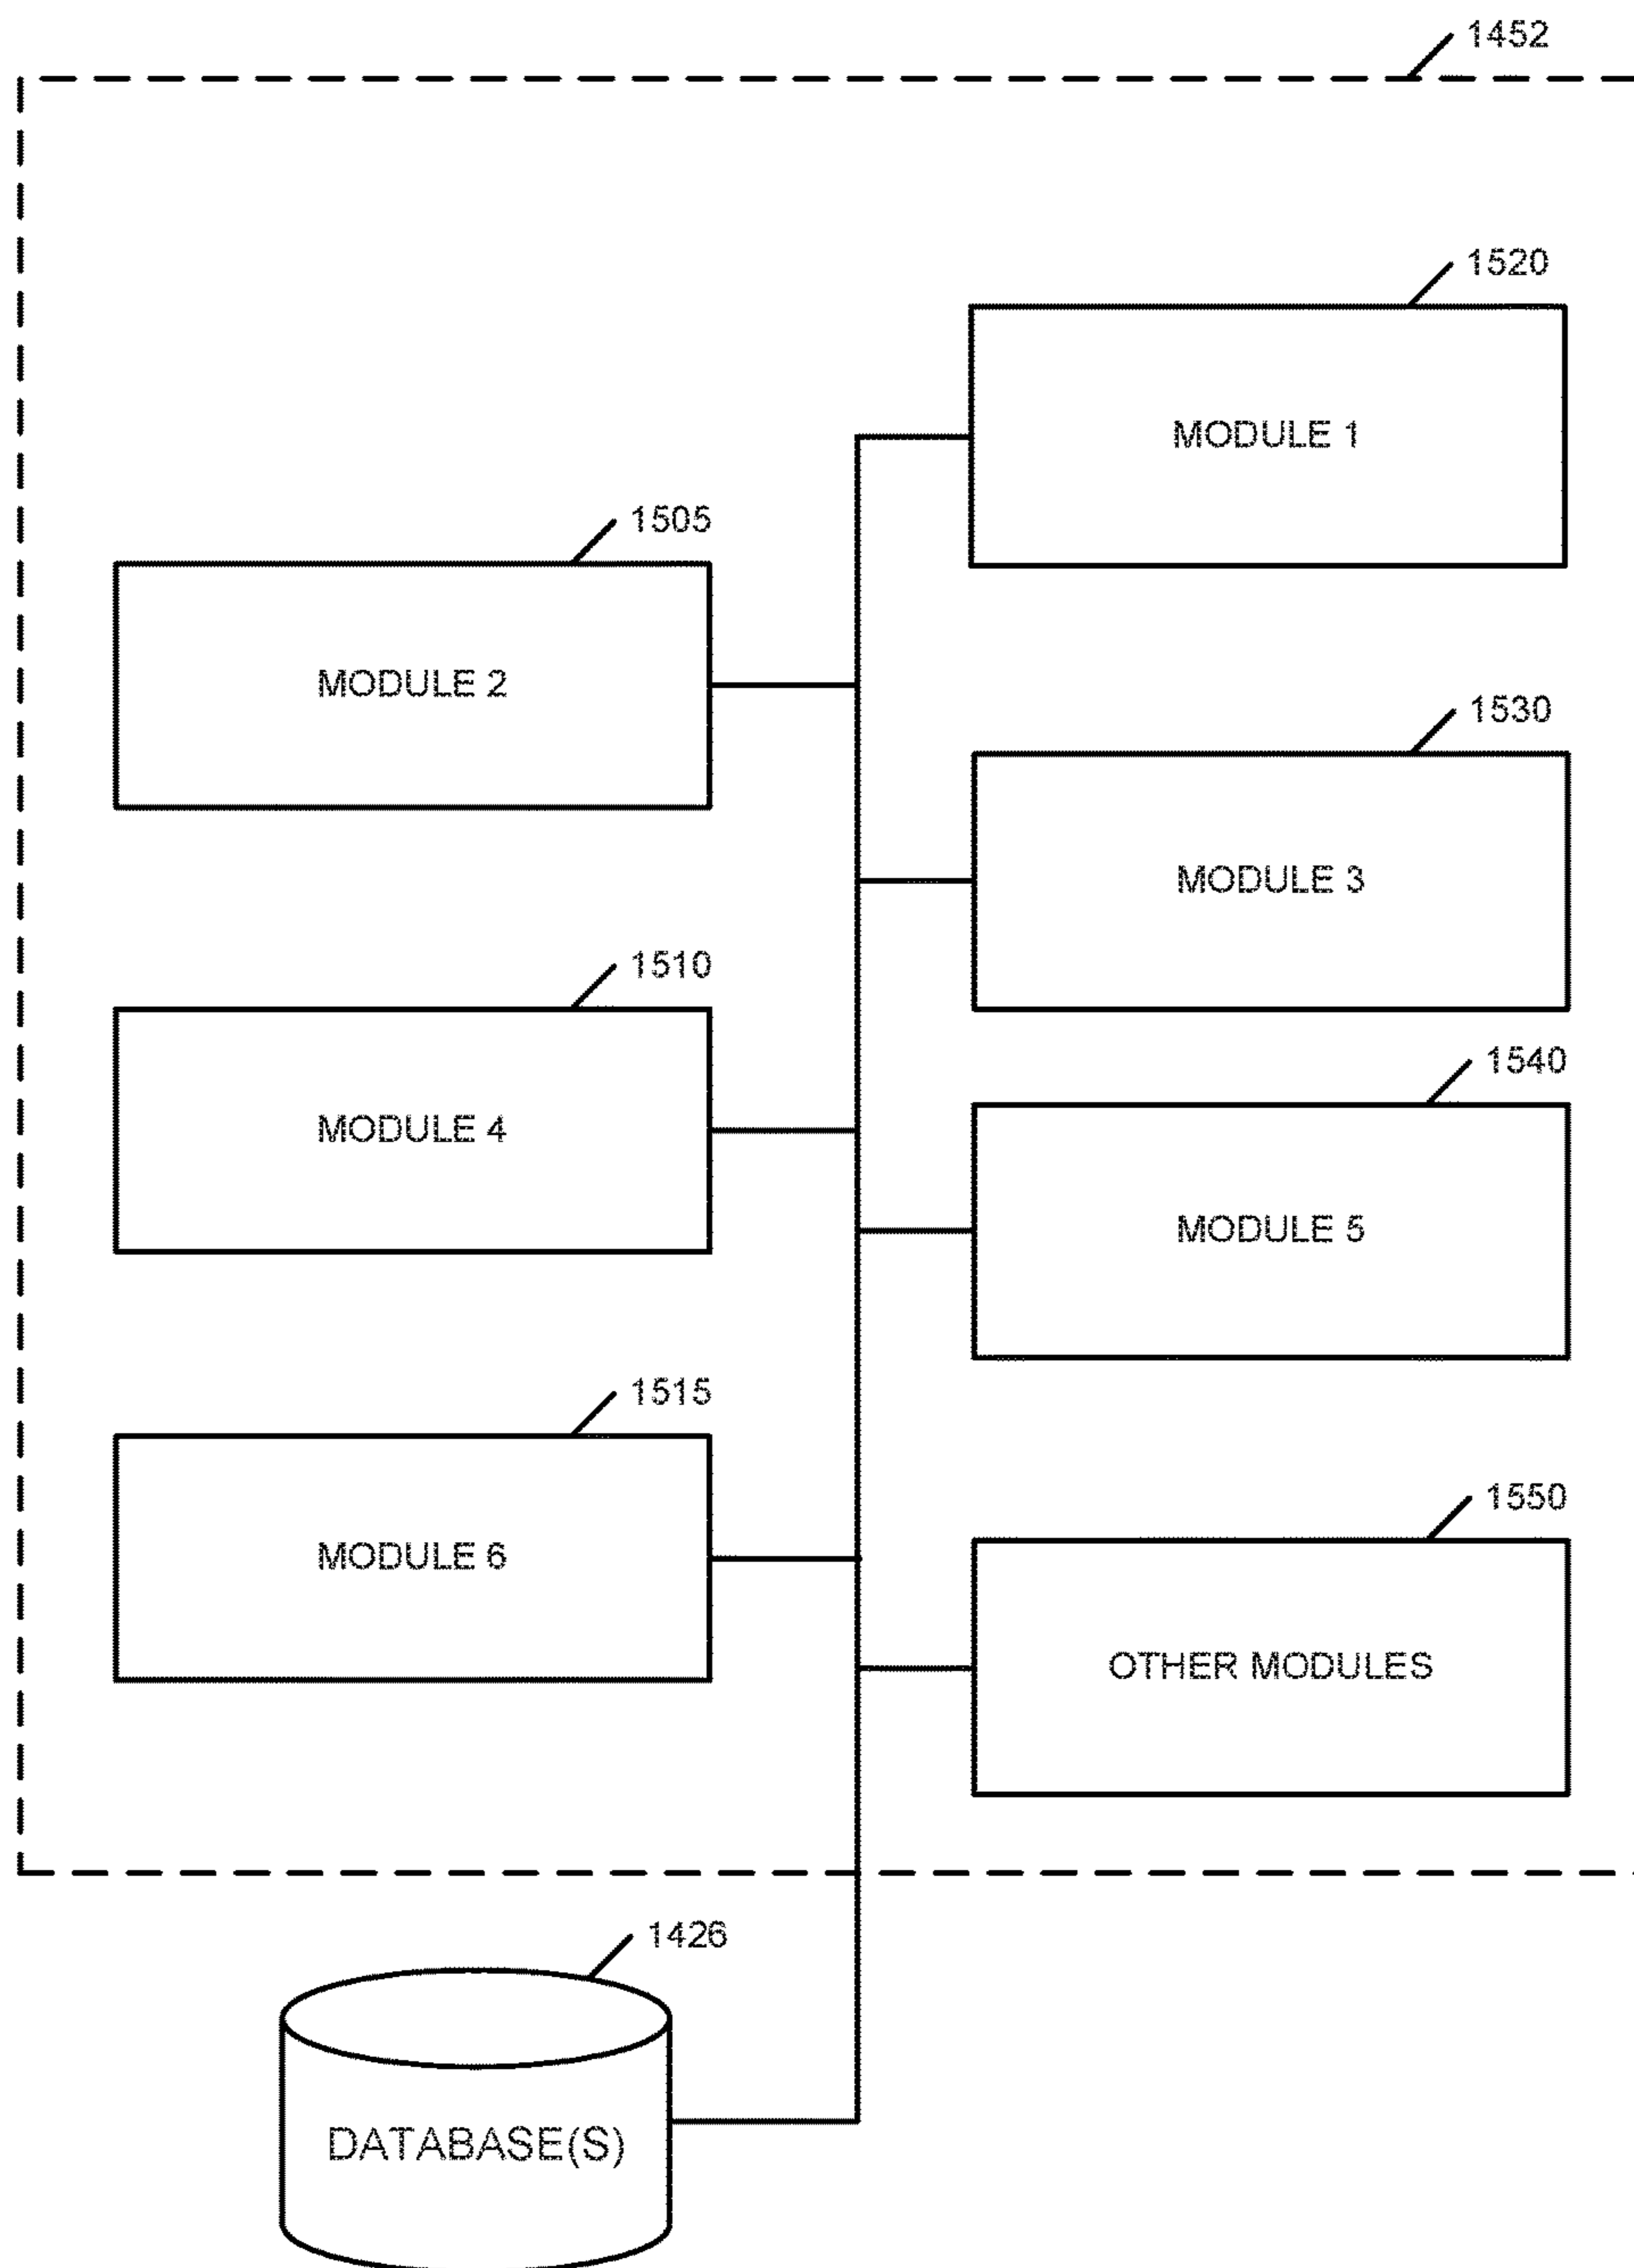 1452
1520
MODULE 1
1505
MODULE 2
1530
MODULE 3
1510
MODULE 4
1540
MODULE 5
1515
MODULE 6
1550
OTHER MODULES
1426
DATABASE(S)